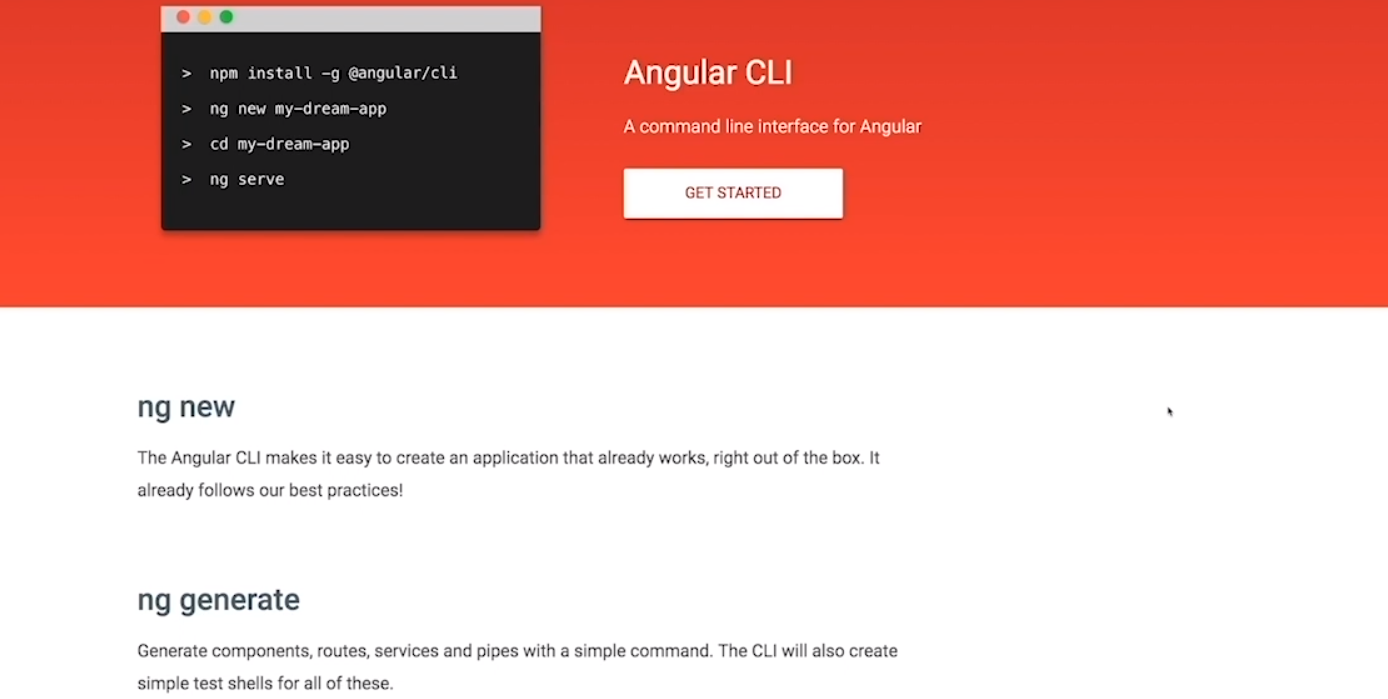 > npm install -g @angular/cli
> ng new my-dream-app
> cd my-dream-app
> ng serve
Angular CLI
A command line interface for Angular
GET STARTED
ng new
The Angular CLI makes it easy to create an application that already works, right out of the box. It
already follows our best practices!
ng generate
Generate components, routes, services and pipes with a simple command. The CLI will also create
simple test shells for all of these.